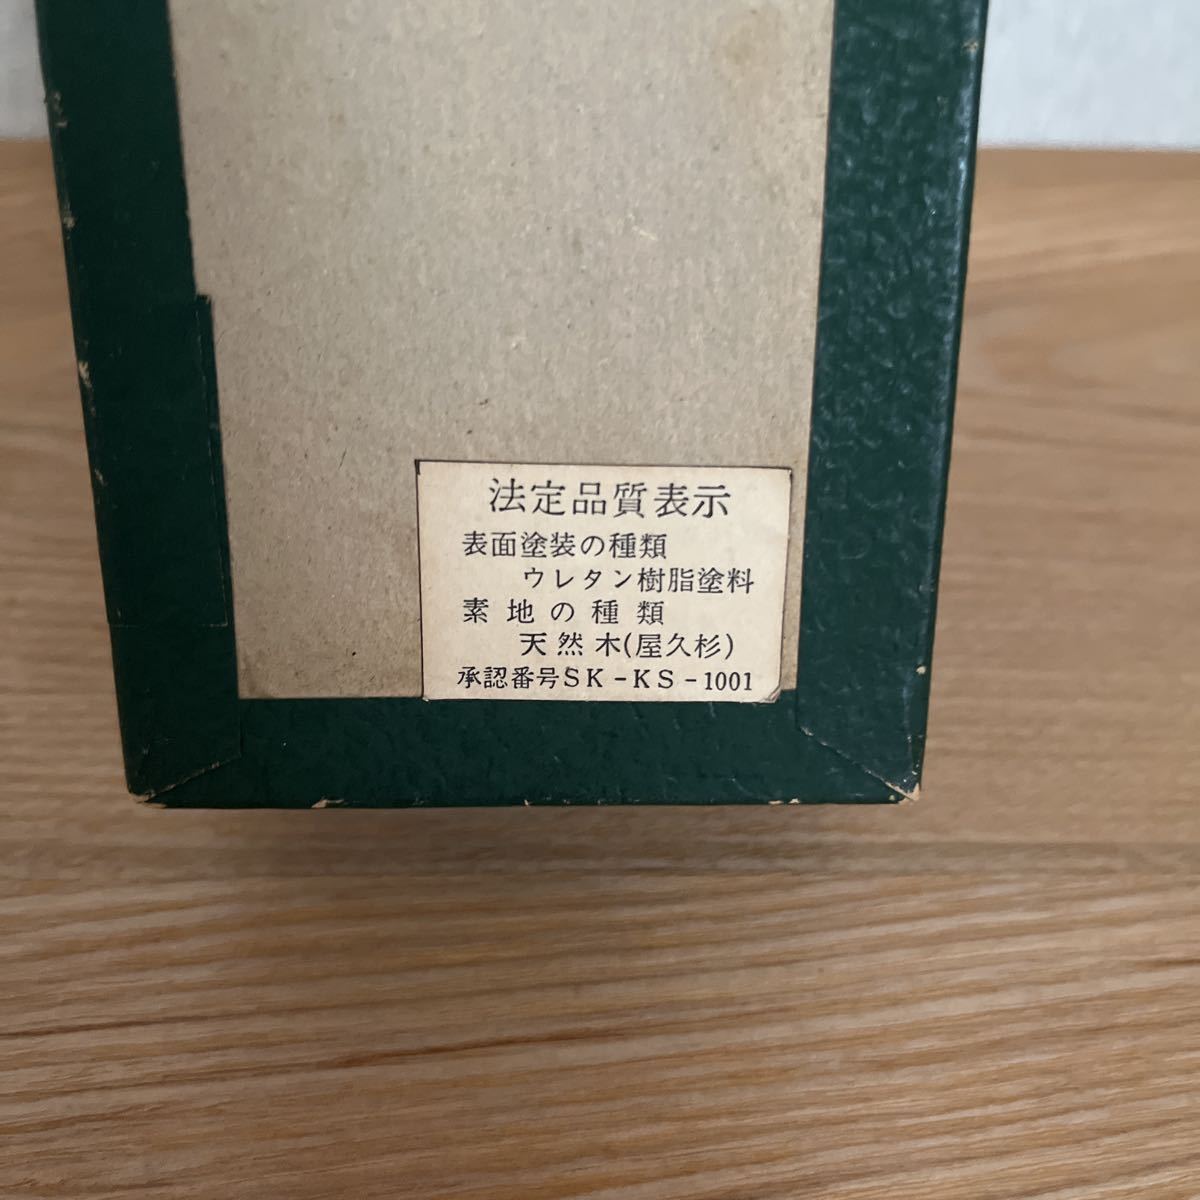 法定品質表示
表面塗装の種類
ウレタン樹脂塗料
素地の種類
天然木(屋久杉)
承認番号SK-KS-1001